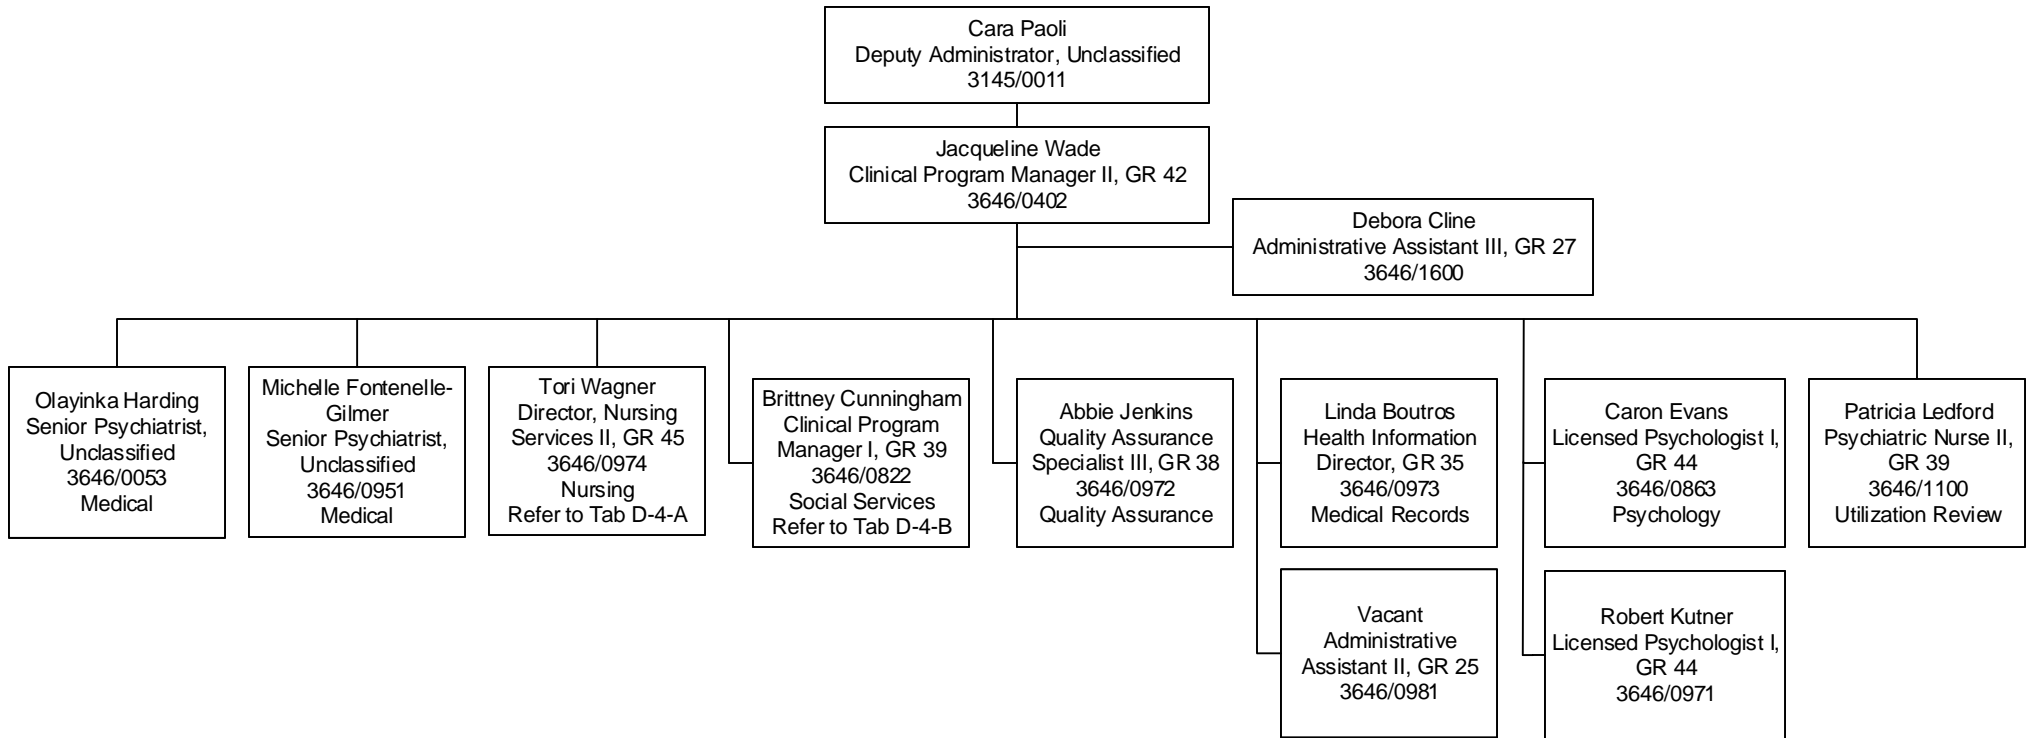 Cara Paoli
Deputy Administrator, Unclassified
3145/0011
Jacqueline Wade
Clinical Program Manager II, GR 42
3646/0402
Debora Cline
Administrative Assistant III, GR 27
3646/1600
Olayinka Harding
Senior Psychiatrist,
Unclassified
3646/0053
Medical
Michelle Fontenelle-
Gilmer
Senior Psychiatrist,
Unclassified
3646/0951
Medical
Tori Wagner
Director, Nursing
Services II, GR 45
3646/0974
Nursing
Refer to Tab D-4-A
Brittney Cunningham
Clinical Program
Manager I, GR 39
3646/0822
Social Services
Refer to Tab D-4-B
Abbie Jenkins
Quality Assurance
Specialist III, GR 38
3646/0972
Quality Assurance
Linda Boutros
Health Information
Director, GR 35
3646/0973
Medical Records
Caron Evans
Licensed Psychologist I,
GR 44
3646/0863
Psychology
Patricia Ledford
Psychiatric Nurse II,
GR 39
3646/1100
Utilization Review
Vacant
Administrative
Assistant II, GR 25
3646/0981
Robert Kutner
Licensed Psychologist I,
GR 44
3646/0971